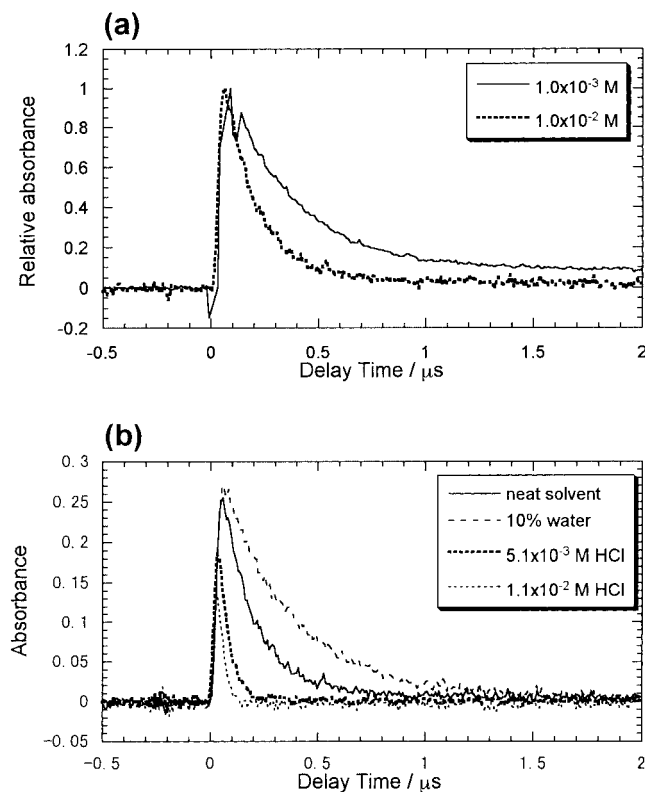 (a)
1.2
1
0.8
0.6
0.4
0.2
0
-0.2
Relative absorbance
1.0x10⁻³ M
1.0x10⁻² M
-0.5 0 0.5 1 1.5 2
Delay Time / μs
(b)
0.3
0.25
0.2
0.15
0.1
0.05
0
-0.05
Absorbance
neat solvent
10% water
5.1x10⁻³ M HCl
1.1x10⁻² M HCl
-0.5 0 0.5 1 1.5 2
Delay Time / μs